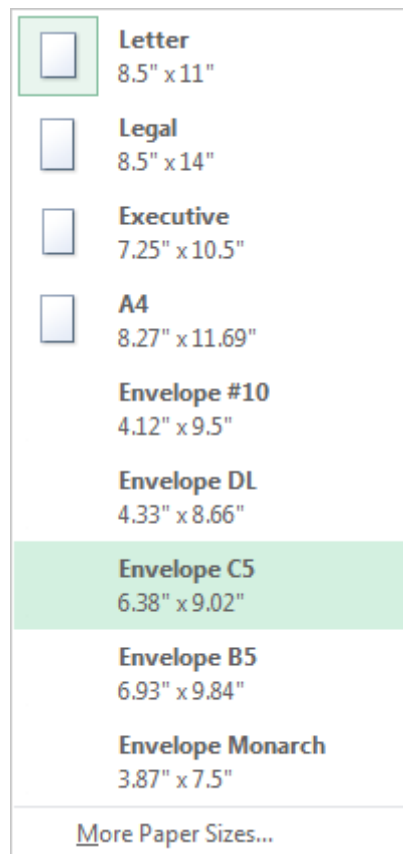 Letter
8.5" x 11"
Legal
8.5" x 14"
Executive
7.25" x 10.5"
A4
8.27" x 11.69"
Envelope #10
4.12" x 9.5"
Envelope DL
4.33" x 8.66"
Envelope C5
6.38" x 9.02"
Envelope B5
6.93" x 9.84"
Envelope Monarch
3.87" x 7.5"
More Paper Sizes...